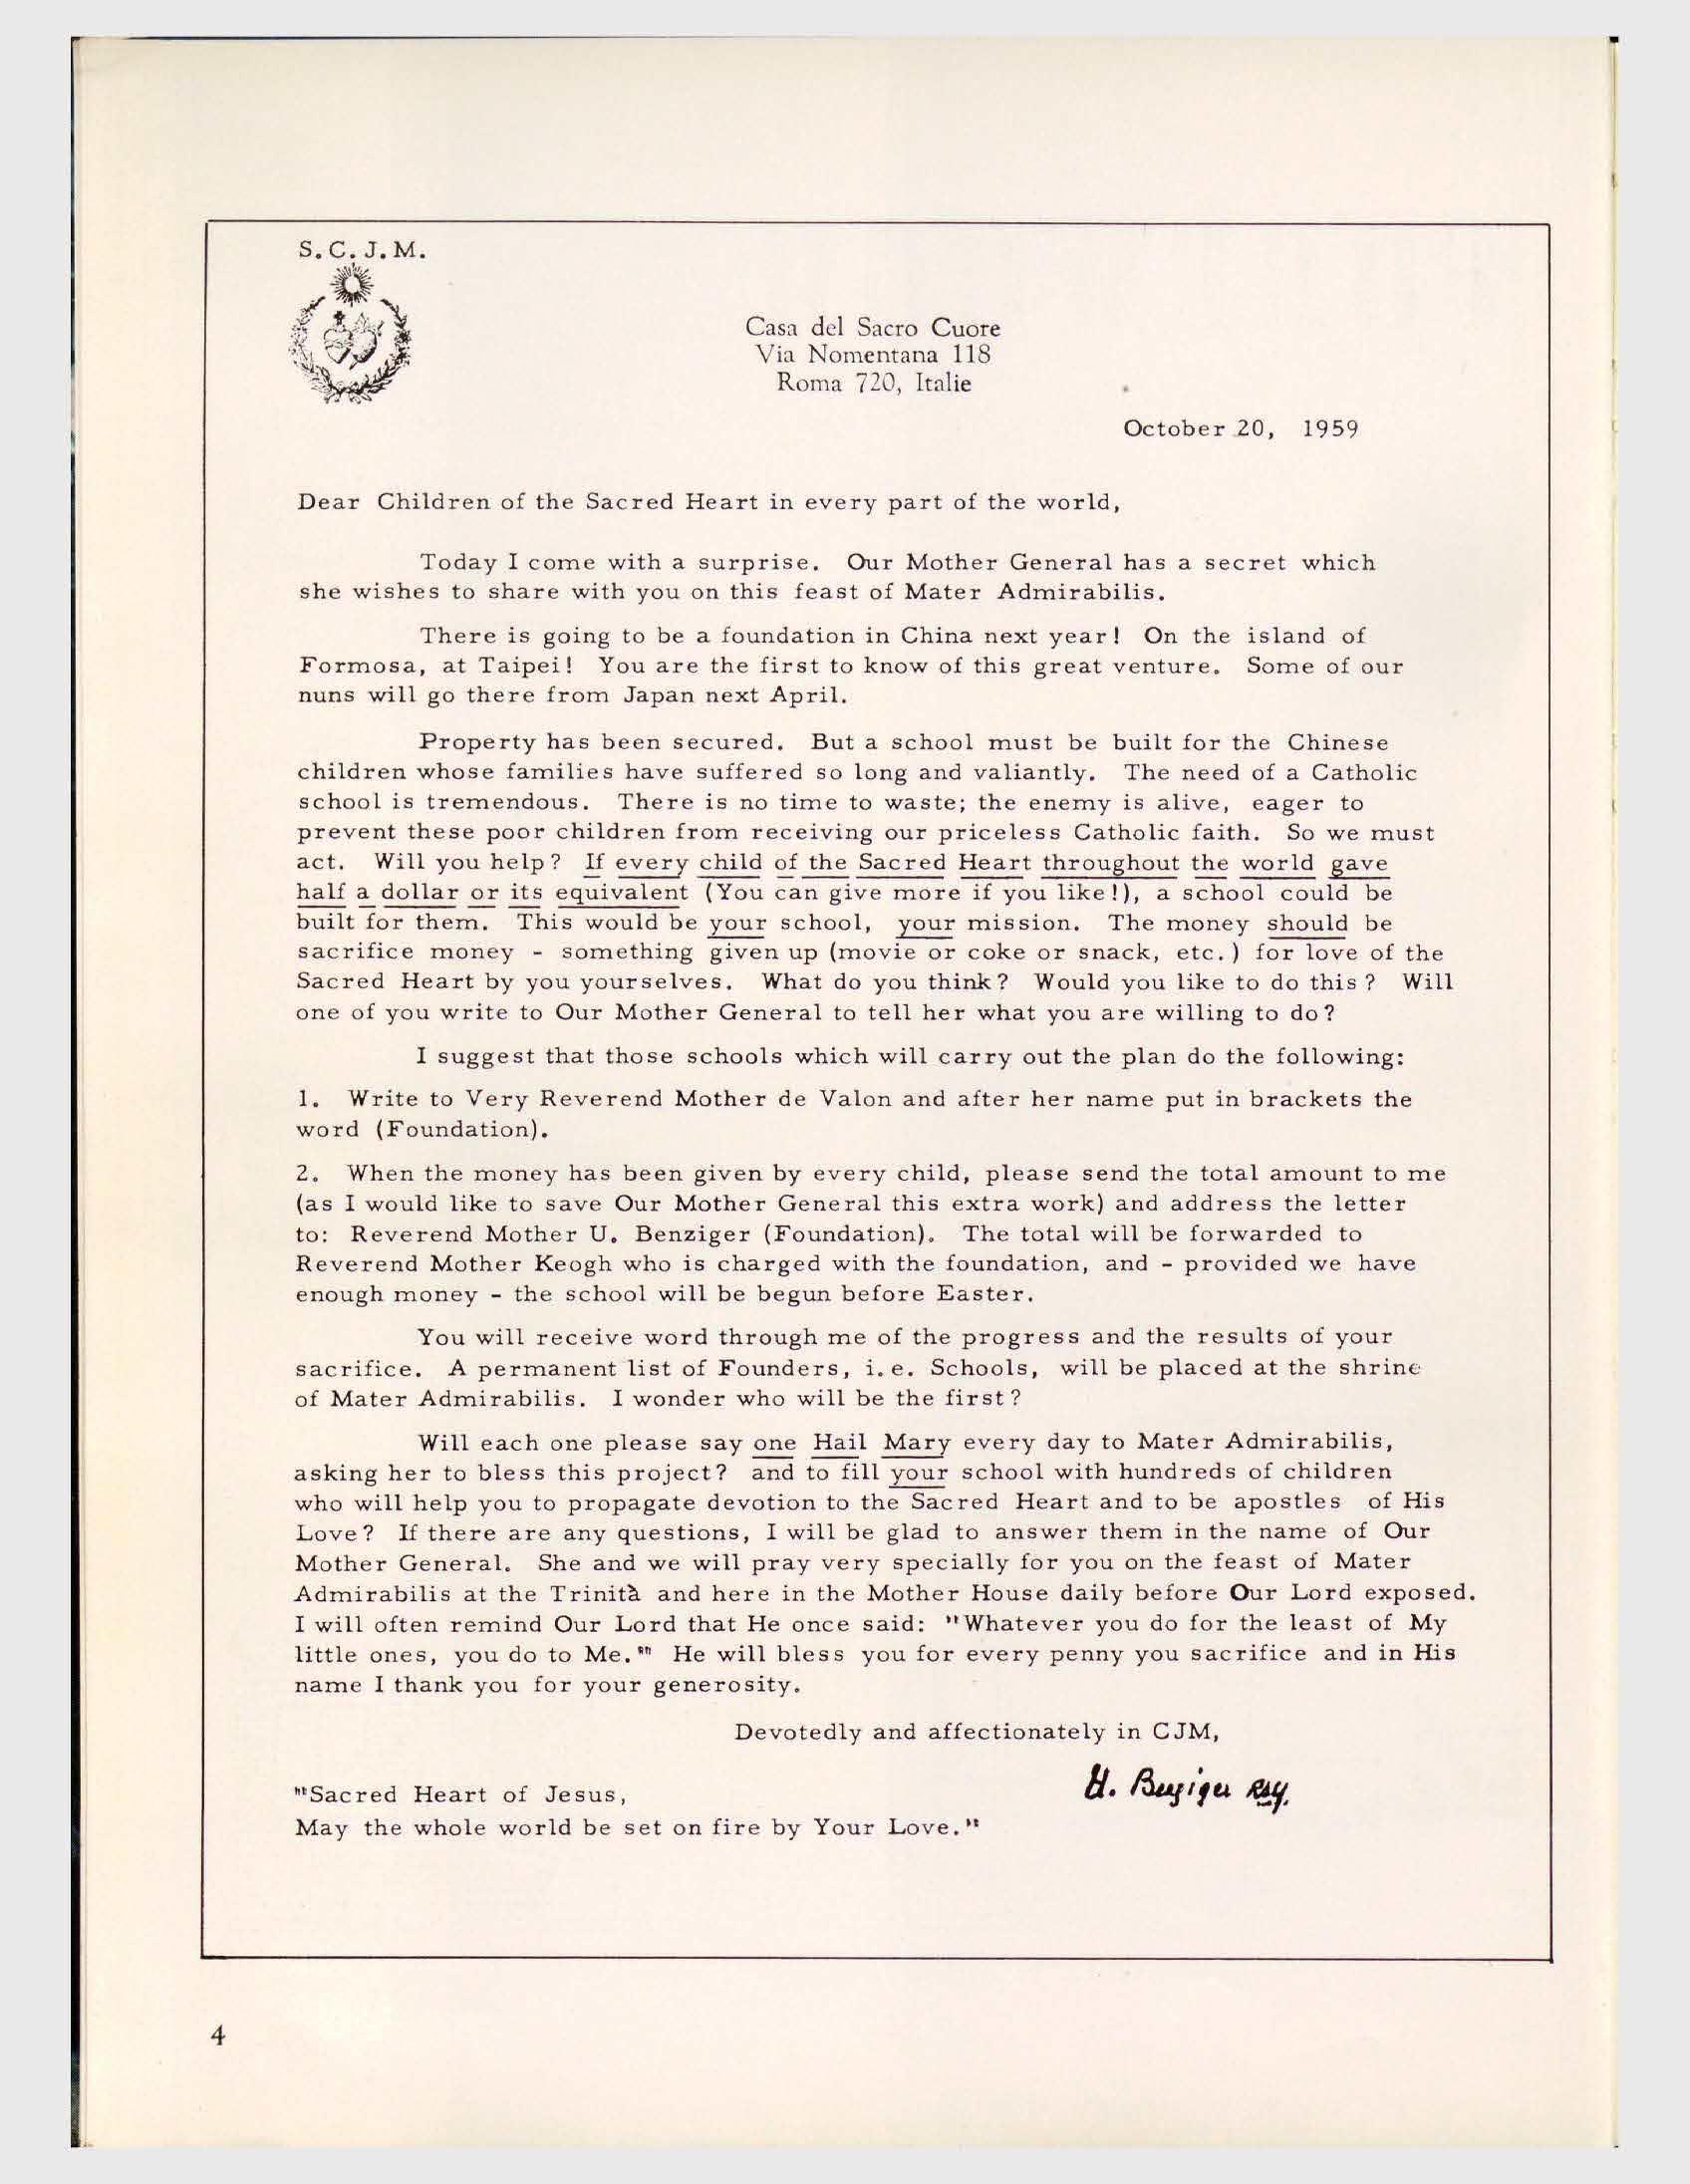 S.C.J.M.
Casa del Sacro Cuore
Via Nomentana 118
Roma 720, Italie
October 20, 1959
Dear Children of the Sacred Heart in every part of the world,
Today I come with a surprise. Our Mother General has a secret which
she wishes to share with you on this feast of Mater Admirabilis.
There is going to be a foundation in China next year! On the island of
Formosa, at Taipei! You are the first to know of this great venture. Some of our
nuns will go there from Japan next April.
Property has been secured. But a school must be built for the Chinese
children whose families have suffered so long and valiantly. The need of a Catholic
school is tremendous. There is no time to waste; the enemy is alive, eager to
prevent these poor children from receiving our priceless Catholic faith. So we must
act. Will you help? If every child of the Sacred Heart throughout the world gave
half a dollar or its equivalent (You can give more if you like!), a school could be
built for them. This would be your school, your mission. The money should be
sacrifice money - something given up (movie or coke or snack, etc.) for love of the
Sacred Heart by you yourselves. What do you think? Would you like to do this? Will
one of you write to Our Mother General to tell her what you are willing to do?
I suggest that those schools which will carry out the plan do the following:
1. Write to Very Reverend Mother de Valon and after her name put in brackets the
word (Foundation).
2. When the money has been given by every child, please send the total amount to me
(as I would like to save Our Mother General this extra work) and address the letter
to: Reverend Mother U. Benziger (Foundation). The total will be forwarded to
Reverend Mother Keogh who is charged with the foundation, and - provided we have
enough money - the school will be begun before Easter.
You will receive word through me of the progress and the results of your
sacrifice. A permanent list of Founders, i.e. Schools, will be placed at the shrine
of Mater Admirabilis. I wonder who will be the first?
Will each one please say one Hail Mary every day to Mater Admirabilis,
asking her to bless this project? and to fill your school with hundreds of children
who will help you to propagate devotion to the Sacred Heart and to be apostles of His
Love? If there are any questions, I will be glad to answer them in the name of Our
Mother General. She and we will pray very specially for you on the feast of Mater
Admirabilis at the Trinità and here in the Mother House daily before Our Lord exposed.
I will often remind Our Lord that He once said: "Whatever you do for the least of My
little ones, you do to Me."" He will bless you for every penny you sacrifice and in His
name I thank you for your generosity.
Devotedly and affectionately in CJM,
U. Benziger RSCJ.
""Sacred Heart of Jesus,
May the whole world be set on fire by Your Love."
4